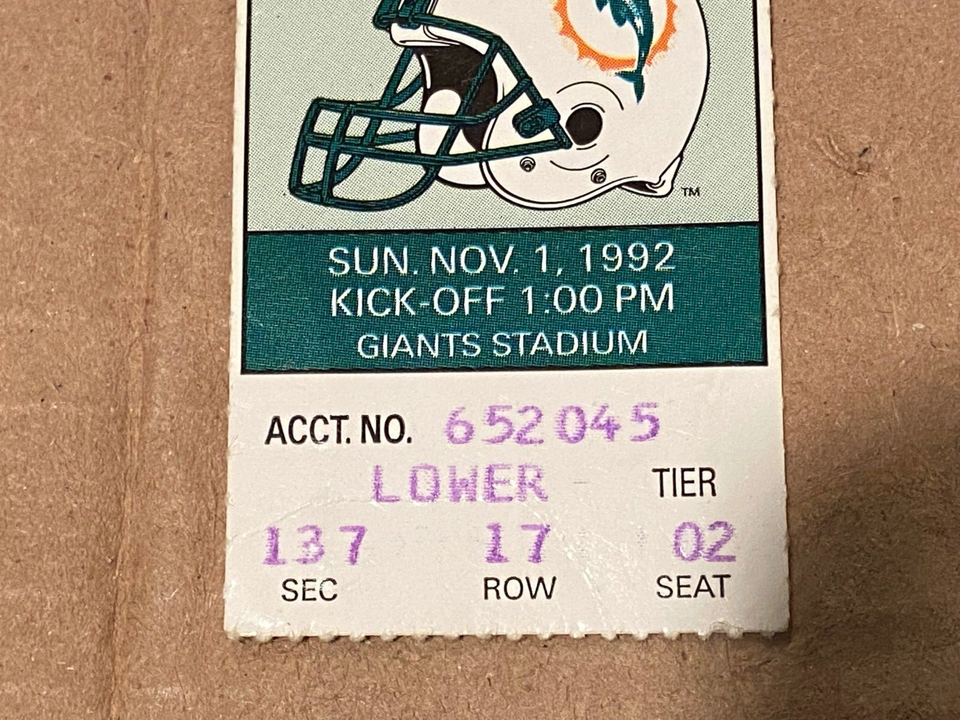 TM
SUN. NOV. 1, 1992
KICK-OFF 1:00 PM
GIANTS STADIUM
ACCT. NO. 652045
LOWER TIER
137 17 02
SEC ROW SEAT